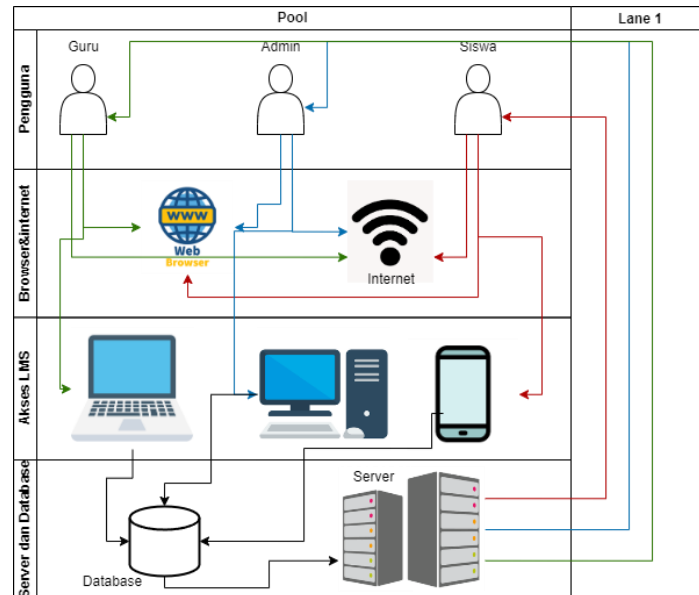 Pool
Lane 1
Pengguna
Guru
Admin
Siswa
Browser&internet
WWW
Web
Browser
Internet
Akses LMS
Server dan Database
Server
Database